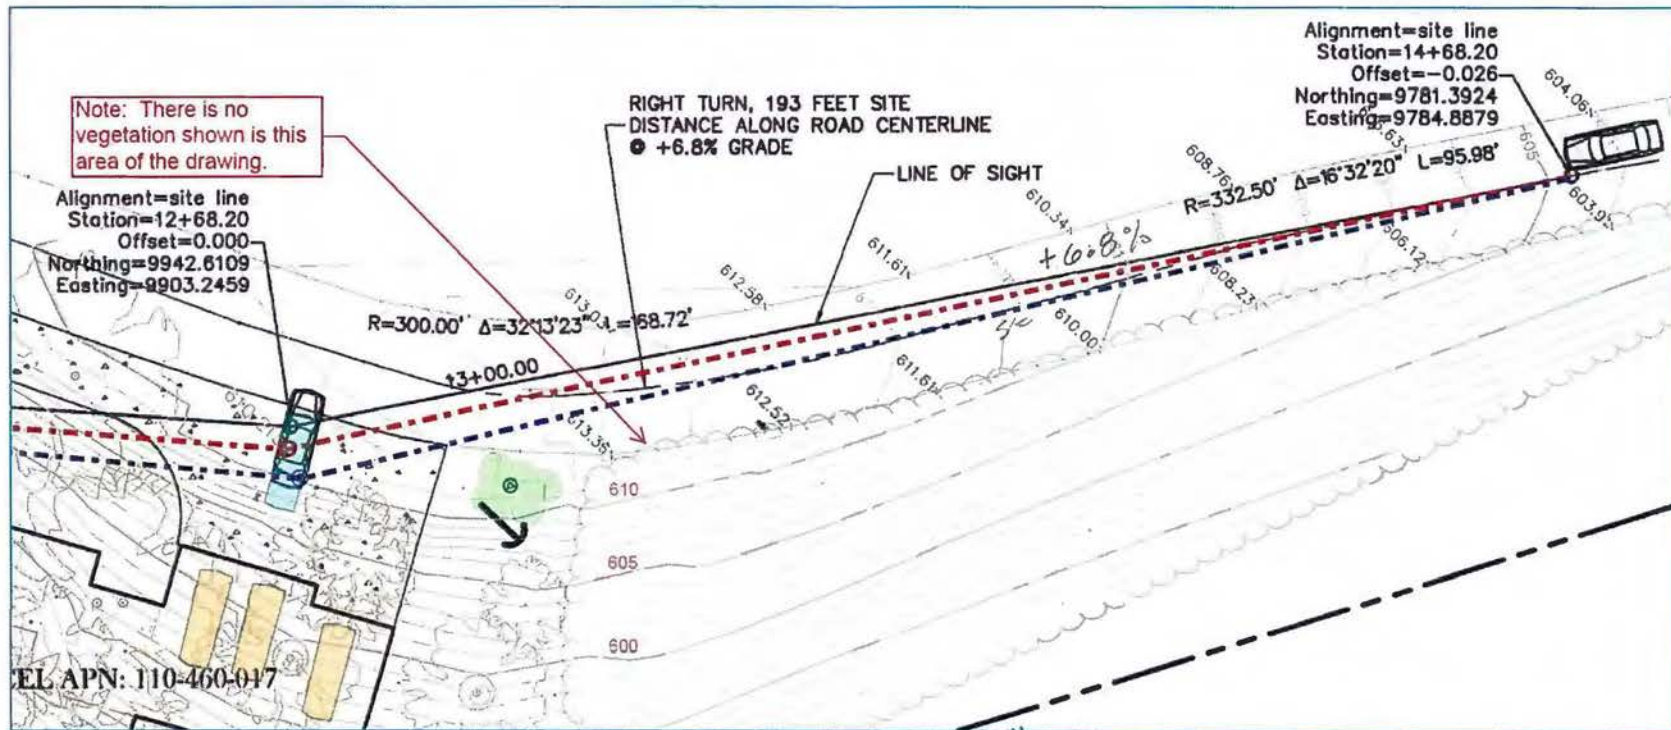 Alignment=site line
Station=14+68.20
Offset=-0.026
Northing=9781.3924
Easting=9784.8879
Note: There is no
vegetation shown is this
area of the drawing.
RIGHT TURN, 193 FEET SITE
DISTANCE ALONG ROAD CENTERLINE
@ +6.8% GRADE
LINE OF SIGHT
Alignment=site line
Station=12+68.20
Offset=0.000
Northing=9942.6109
Easting=9903.2459
604.06
605
608.76
R=332.50' Δ=16°32'20" L=95.98'
603.92
610.34
+6.8%
606.12
611.61
608.23
612.58
610.00
R=300.00' Δ=32°13'23" L=168.72'
13+00.00
611.61
612.52
613.36
610
605
600
EL APN: 110-460-017